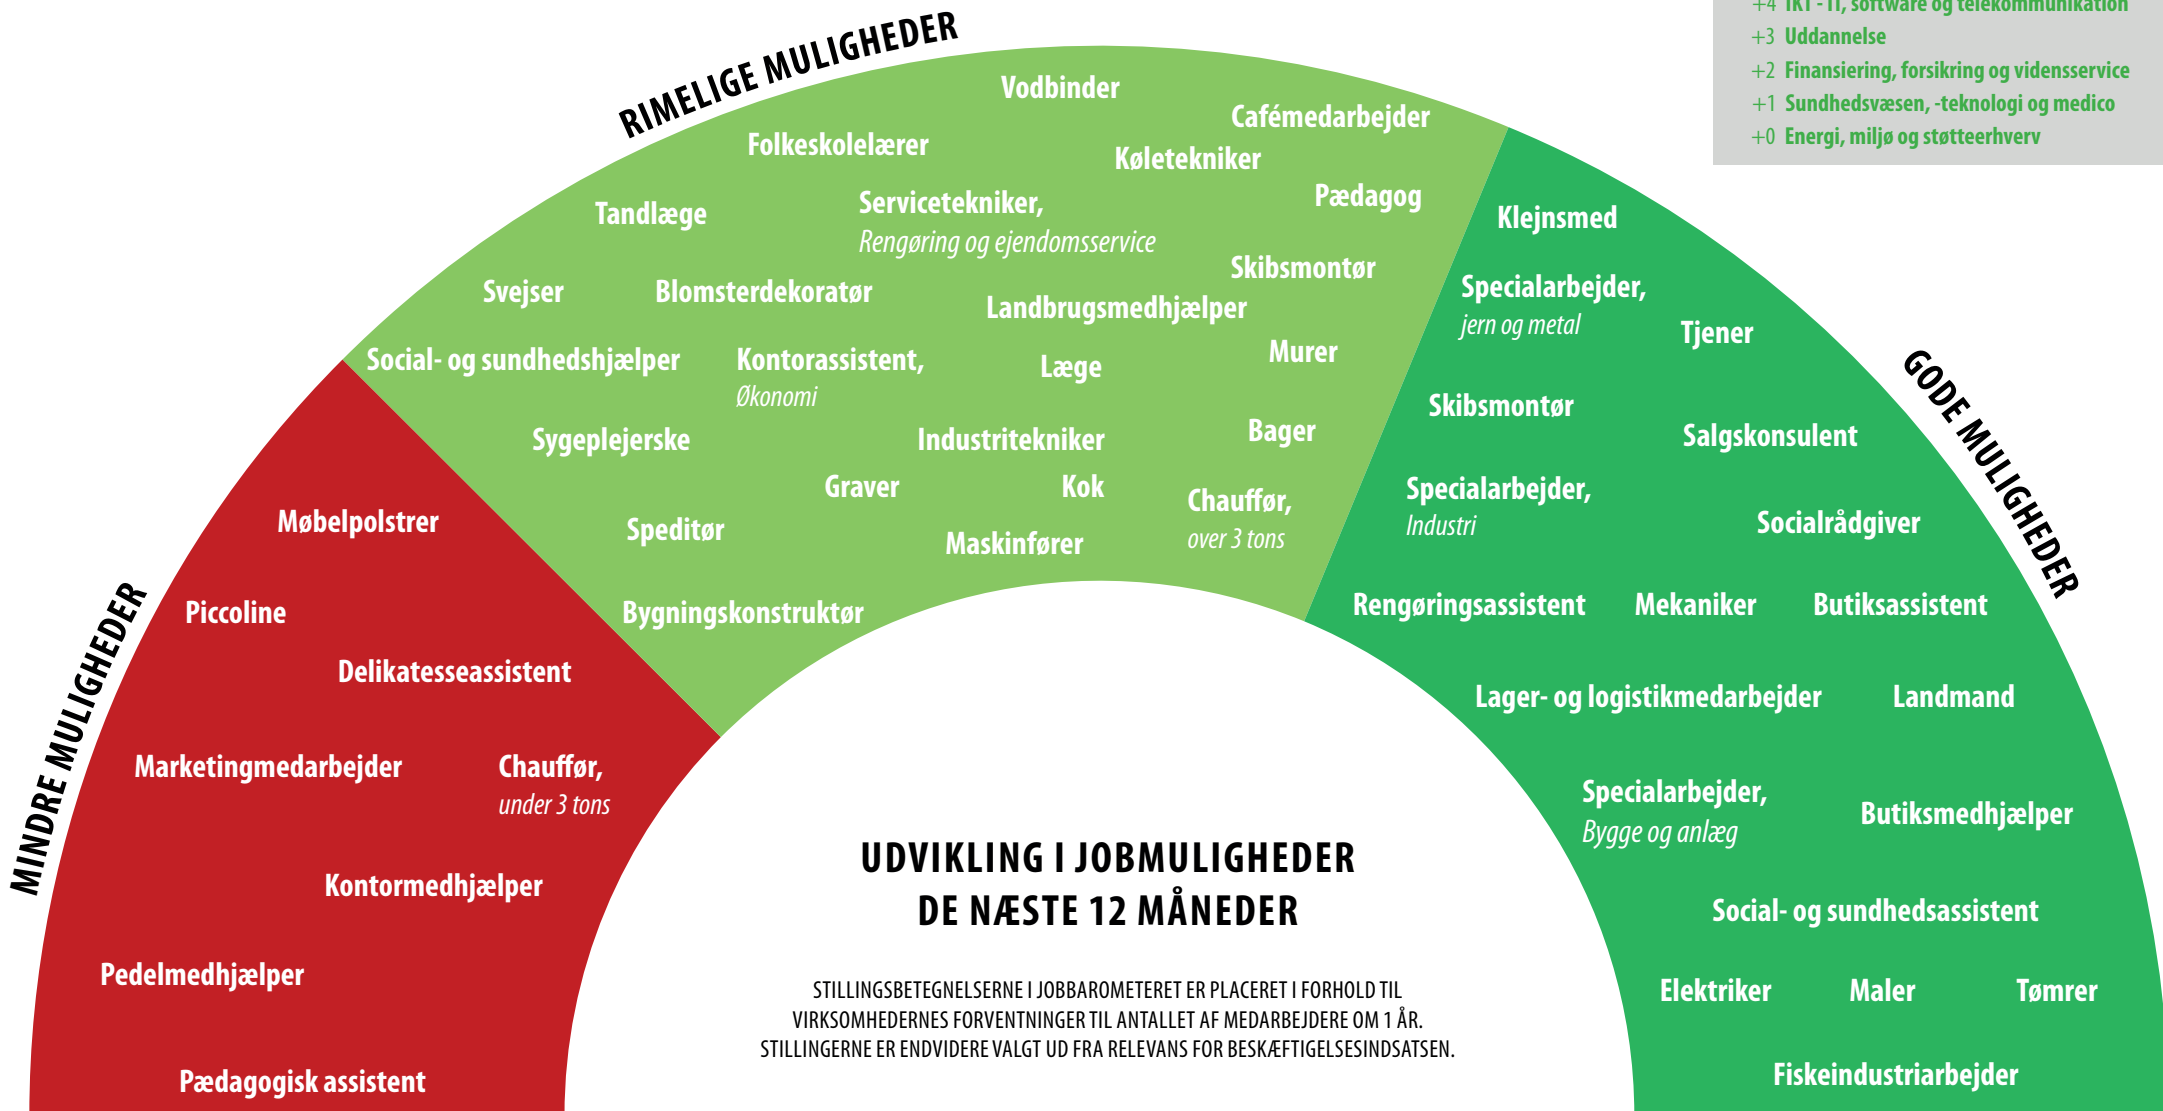 +4 IKT - IT, software og telekommunikation
+3 Uddannelse
+2 Finansiering, forsikring og vidensservice
+1 Sundhedsvæsen, -teknologi og medico
+0 Energi, miljø og støtteerhverv
MINDRE MULIGHEDER
Møbelpolstrer
Piccoline
Delikatesseassistent
Marketingmedarbejder
Chauffør,
under 3 tons
Kontormedhjælper
Pedelmedhjælper
Pædagogisk assistent
RIMELIGE MULIGHEDER
Vodbinder
Cafémedarbejder
Folkeskolelærer
Køletekniker
Pædagog
Tandlæge
Servicetekniker,
Rengøring og ejendomsservice
Skibsmontør
Svejser
Blomsterdekoratør
Landbrugsmedhjælper
Social- og sundhedshjælper
Kontorassistent,
Økonomi
Læge
Murer
Sygeplejerske
Industritekniker
Bager
Graver
Kok
Chauffør,
over 3 tons
Speditør
Maskinfører
Bygningskonstruktør
GODE MULIGHEDER
Klejnsmed
Specialarbejder,
jern og metal
Tjener
Skibsmontør
Salgskonsulent
Specialarbejder,
Industri
Socialrådgiver
Rengøringsassistent
Mekaniker
Butiksassistent
Lager- og logistikmedarbejder
Landmand
Specialarbejder,
Bygge og anlæg
Butiksmedhjælper
Social- og sundhedsassistent
Elektriker
Maler
Tømrer
Fiskeindustriarbejder
UDVIKLING I JOBMULIGHEDER
DE NÆSTE 12 MÅNEDER
STILLINGSBETEGNELSERNE I JOBBAROMETERET ER PLACERET I FORHOLD TIL
VIRKSOMHEDERNES FORVENTNINGER TIL ANTALLET AF MEDARBEJDERE OM 1 ÅR.
STILLINGERNE ER ENDVIDERE VALGT UD FRA RELEVANS FOR BESKÆFTIGELSESINDSATSEN.